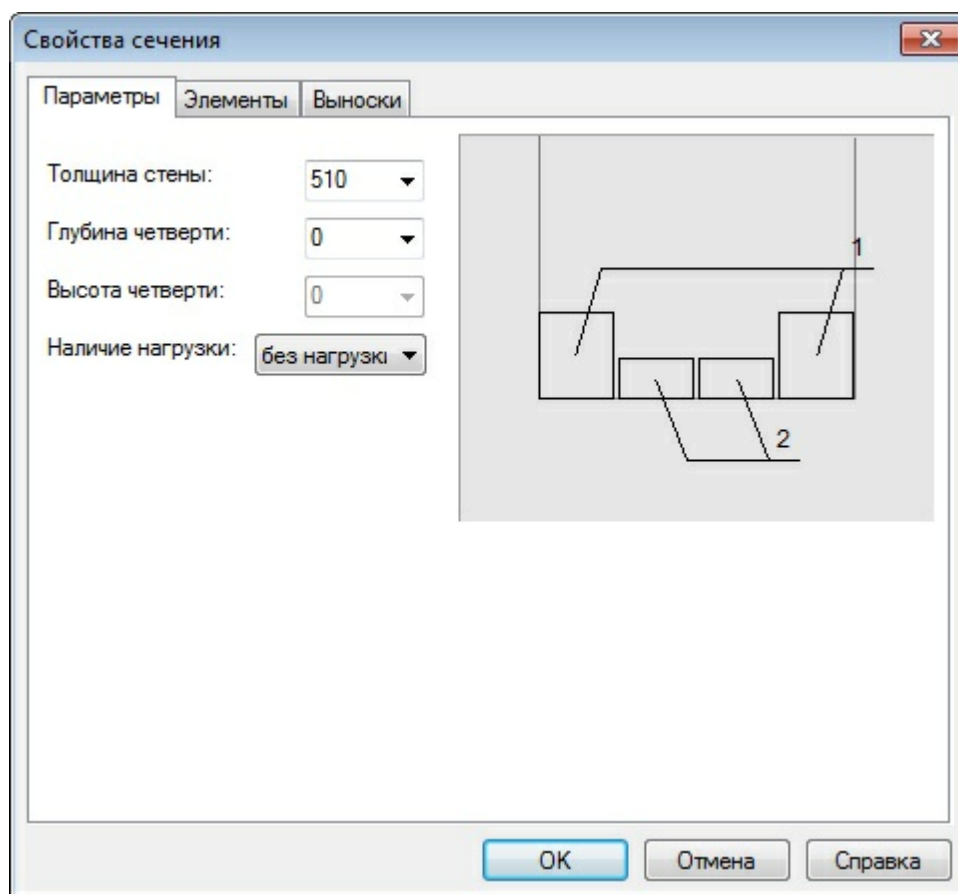 Свойства сечения
Параметры Элементы Выноски
Толщина стены: 510
Глубина четверти: 0
Высота четверти: 0
Наличие нагрузки: без нагрузкı
1
2
OK Отмена Справка